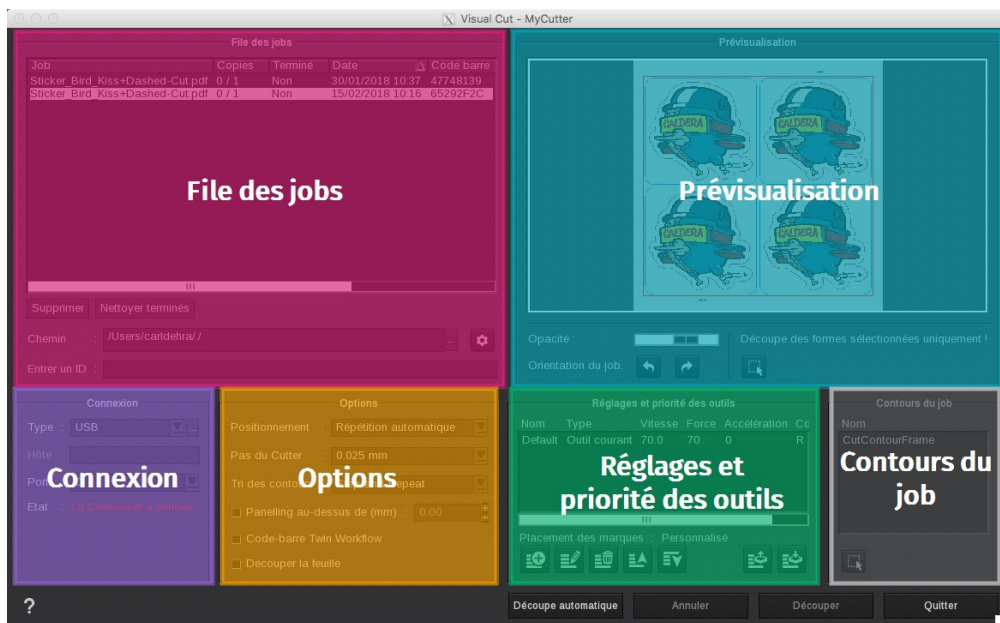 Visual Cut - MyCutter
File des jobs
Job Copies Terminé Date Code barre
Sticker_Bird_Kiss+Dashed-Cut.pdf 0 / 1 Non 30/01/2018 10:37 47748139
Sticker_Bird_Kiss+Dashed-Cut.pdf 0 / 1 Non 15/02/2018 10:16 65292F2C
File des jobs
Supprimer Nettoyer terminés
Chemin : /Users/carldehra/./ ...
Entrer un ID :
Prévisualisation
CALDERA CALDERA
Prévisualisation
CALDERA CALDERA
Opacité : Découpe des formes sélectionnées uniquement !
Orientation du job.
Connexion
Type : USB ...
Hôte
Connexion
Etat : La Connexion a échoué
Options
Positionnement : Répétition automatique
Pas du Cutter : 0.025 mm
Options
Tri des contours
Panelling au-dessus de (mm) : 0.00
Code-barre Twin Workflow
Découper la feuille
Réglages et priorité des outils
Nom Type Vitesse Force Accélération Cc
Default Outil courant 70.0 70 0 R
Réglages et
priorité des outils
Placement des marques : Personnalisé
Contours du job
Nom
CutContourFrame
Contours du
job
? Découpe automatique Annuler Découper Quitter